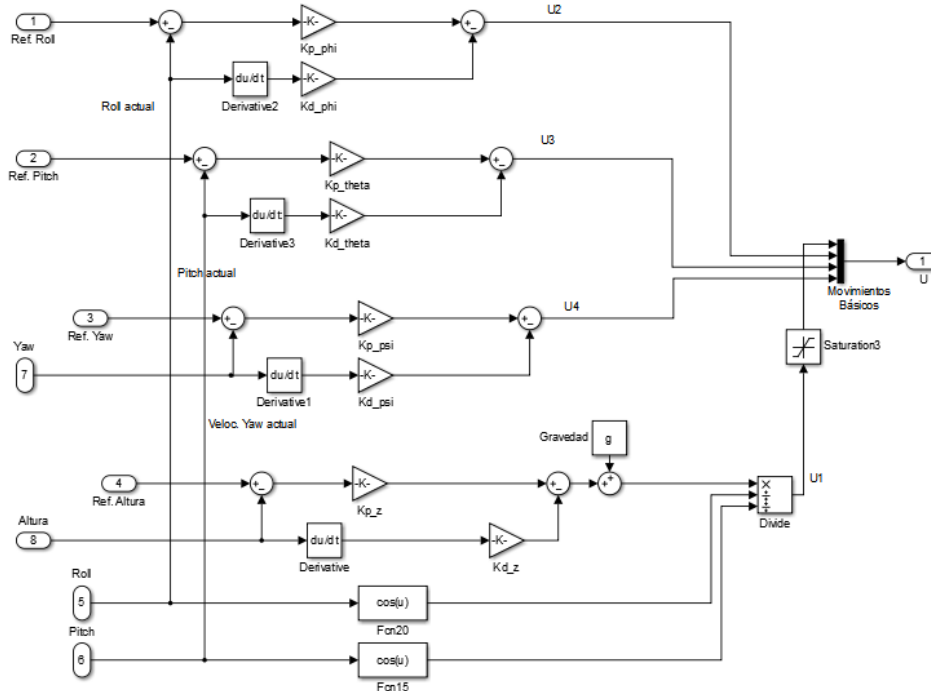 1
Ref. Roll
+
_
-K-
Kp_phi
+
_
U2
du/dt
Derivative2
-K-
Kd_phi
Roll actual
2
Ref. Pitch
+
_
-K-
Kp_theta
+
_
U3
du/dt
Derivative3
-K-
Kd_theta
Pitch actual
1
U
Movimientos
Básicos
3
Ref. Yaw
+
_
-K-
Kp_psi
+
_
U4
Yaw
7
du/dt
Derivative1
-K-
Kd_psi
Saturation3
Veloc. Yaw actual
Gravedad
g
4
Ref. Altura
+
_
-K-
Kp_z
+
_
+
+
×
÷
÷
Divide
U1
Altura
8
du/dt
Derivative
-K-
Kd_z
Roll
5
cos(u)
Fcn20
Pitch
6
cos(u)
Fcn15